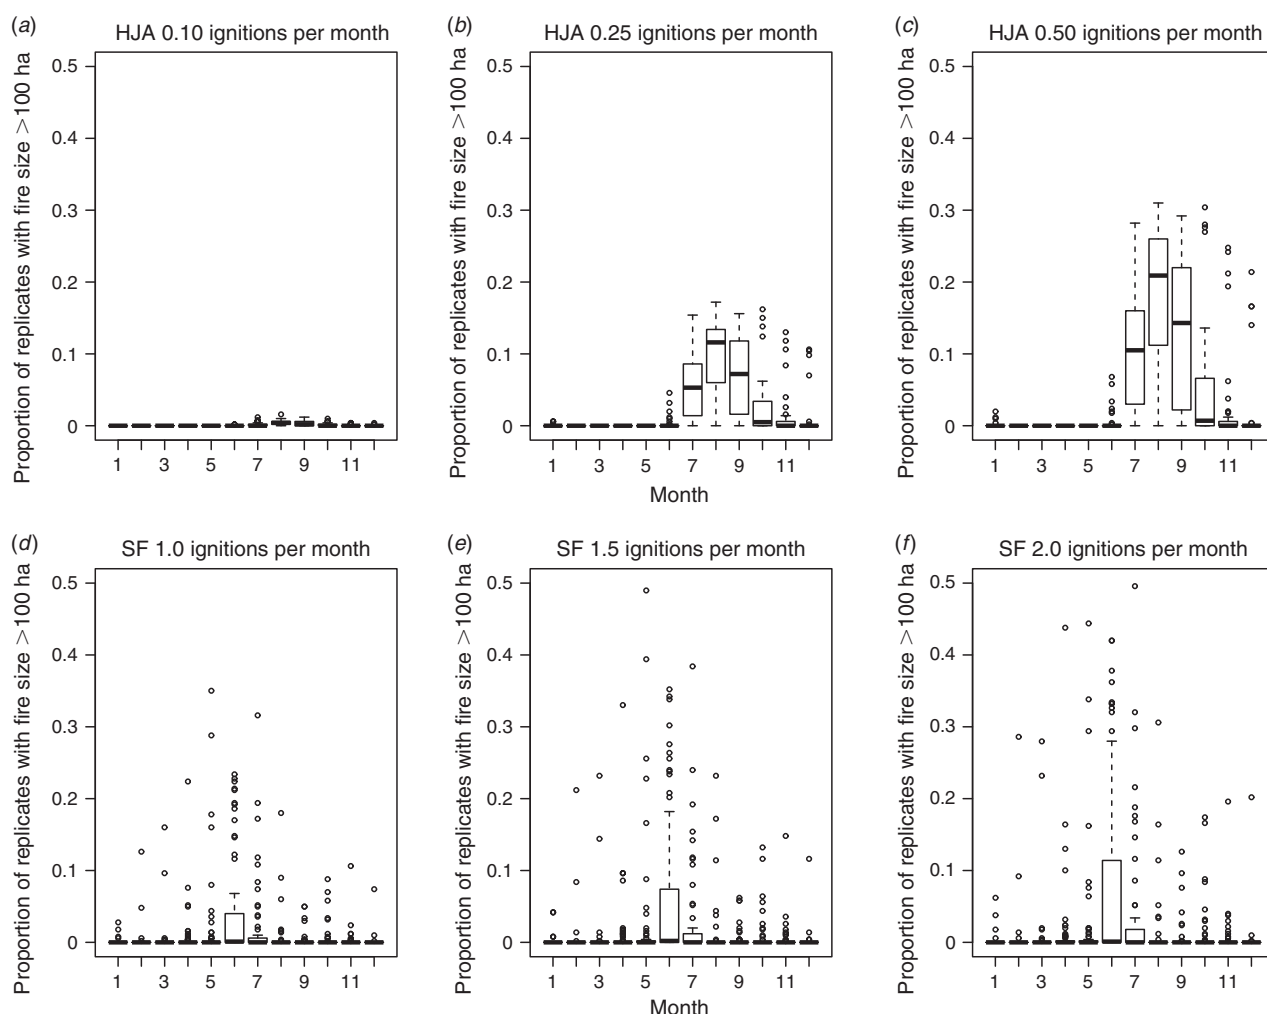 (a) HJA 0.10 ignitions per month
Proportion of replicates with fire size >100 ha
0.5
0.4
0.3
0.2
0.1
0
1 3 5 7 9 11
(b) HJA 0.25 ignitions per month
Proportion of replicates with fire size >100 ha
0.5
0.4
0.3
0.2
0.1
0
1 3 5 7 9 11
Month
(c) HJA 0.50 ignitions per month
Proportion of replicates with fire size >100 ha
0.5
0.4
0.3
0.2
0.1
0
1 3 5 7 9 11
(d) SF 1.0 ignitions per month
Proportion of replicates with fire size >100 ha
0.5
0.4
0.3
0.2
0.1
0
1 3 5 7 9 11
(e) SF 1.5 ignitions per month
Proportion of replicates with fire size >100 ha
0.5
0.4
0.3
0.2
0.1
0
1 3 5 7 9 11
Month
(f) SF 2.0 ignitions per month
Proportion of replicates with fire size >100 ha
0.5
0.4
0.3
0.2
0.1
0
1 3 5 7 9 11